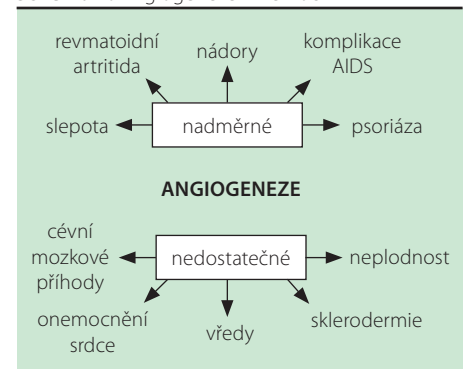 revmatoidní
artritida
nádory
komplikace
AIDS
slepota
nadměrné
psoriáza
ANGIOGENEZE
cévní
mozkové
příhody
nedostatečné
neplodnost
onemocnění
srdce
vředy
sklerodermie